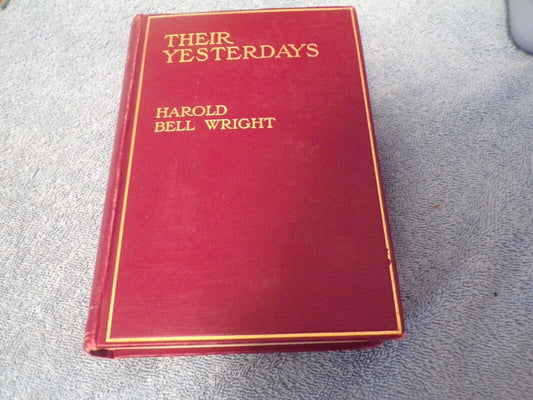 THEIR
YESTERDAYS
HAROLD
BELL WRIGHT